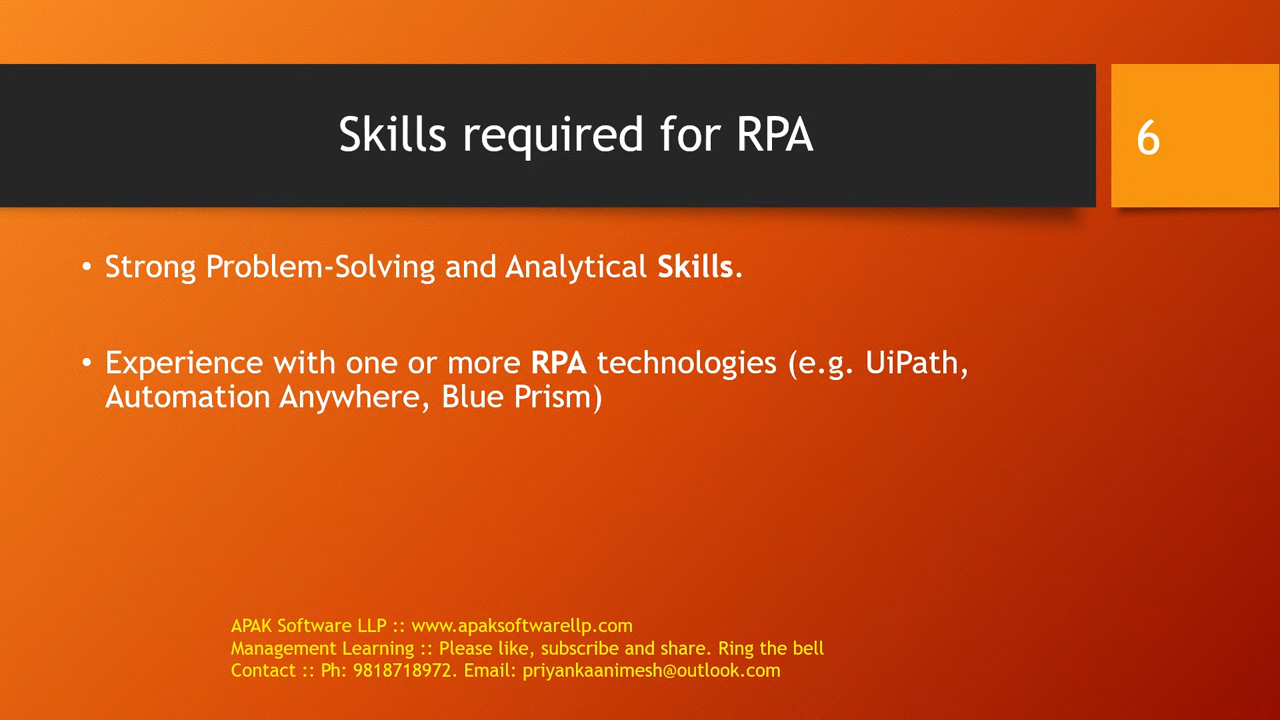 Skills required for RPA
6
• Strong Problem-Solving and Analytical Skills.
• Experience with one or more RPA technologies (e.g. UiPath,
Automation Anywhere, Blue Prism)
APAK Software LLP :: www.apaksoftwarellp.com
Management Learning :: Please like, subscribe and share. Ring the bell
Contact :: Ph: 9818718972. Email: priyankaanimesh@outlook.com